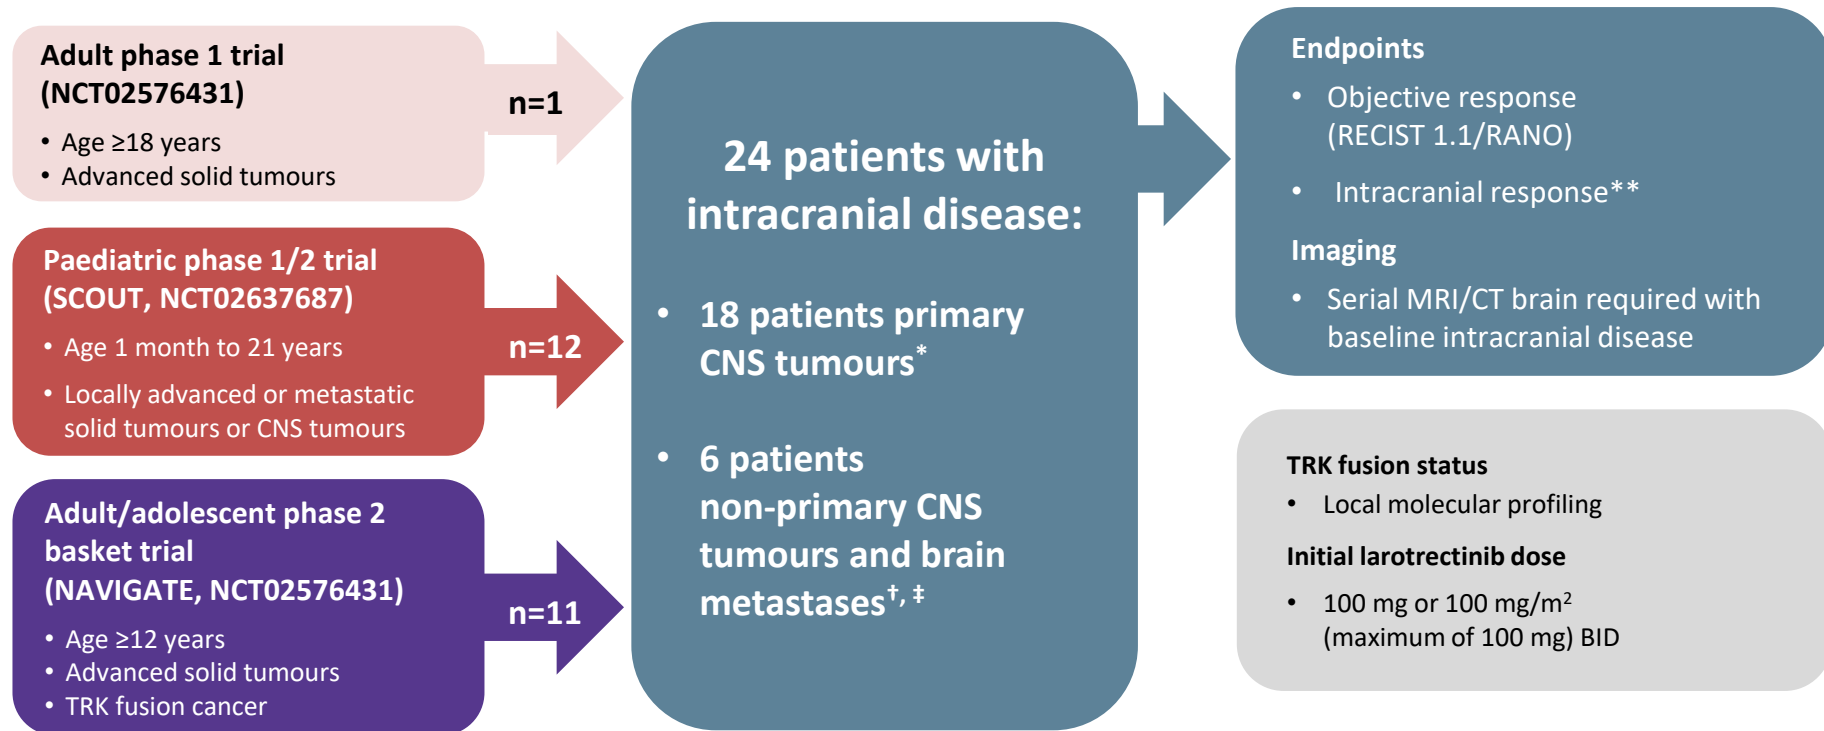 Adult phase 1 trial
(NCT02576431)
• Age ≥18 years
• Advanced solid tumours
n=1
Paediatric phase 1/2 trial
(SCOUT, NCT02637687)
• Age 1 month to 21 years
• Locally advanced or metastatic
solid tumours or CNS tumours
n=12
Adult/adolescent phase 2
basket trial
(NAVIGATE, NCT02576431)
• Age ≥12 years
• Advanced solid tumours
• TRK fusion cancer
n=11
24 patients with
intracranial disease:
• 18 patients primary
CNS tumours*
• 6 patients
non-primary CNS
tumours and brain
metastases†, ‡
Endpoints
• Objective response
(RECIST 1.1/RANO)
• Intracranial response**
Imaging
• Serial MRI/CT brain required with
baseline intracranial disease
TRK fusion status
• Local molecular profiling
Initial larotrectinib dose
• 100 mg or 100 mg/m²
(maximum of 100 mg) BID